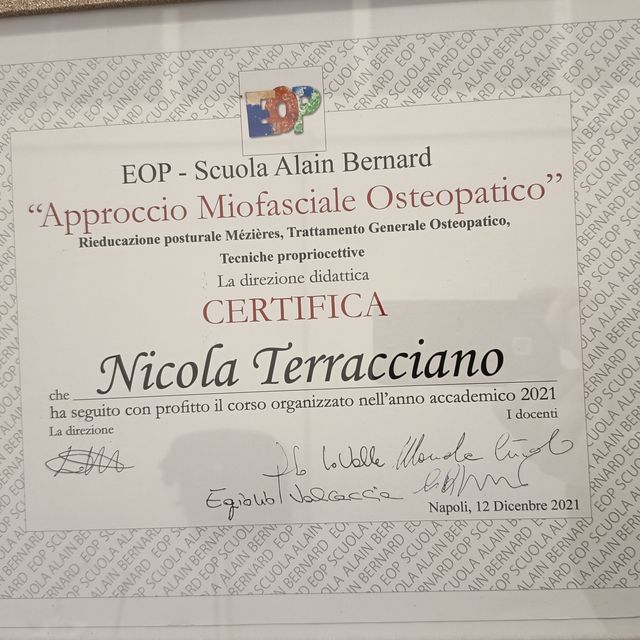 EOP
EOP - Scuola Alain Bernard
“Approccio Miofasciale Osteopatico”
Rieducazione posturale Mézières, Trattamento Generale Osteopatico,
Tecniche propriocettive
La direzione didattica
CERTIFICA
che Nicola Terracciano
ha seguito con profitto il corso organizzato nell'anno accademico 2021
La direzione
I docenti
Napoli, 12 Dicenbre 2021